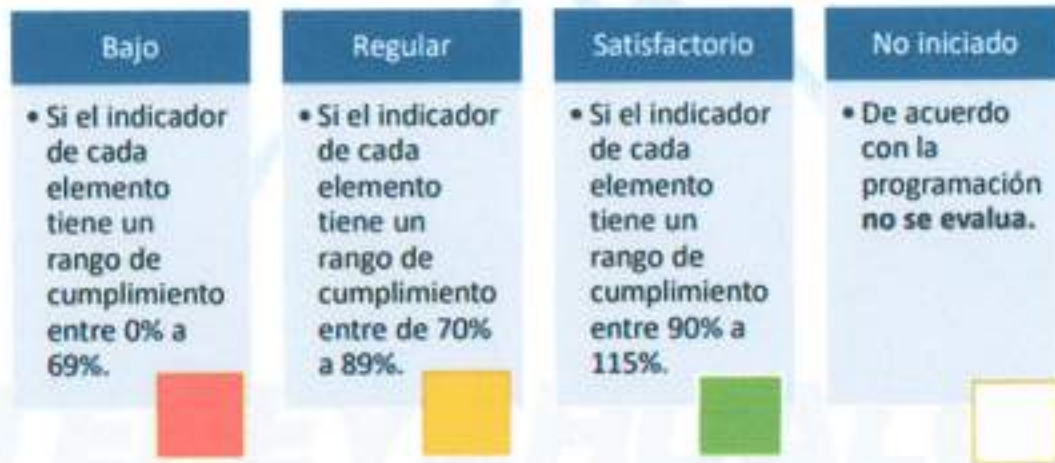 Bajo
• Si el indicador
de cada
elemento
tiene un
rango de
cumplimiento
entre 0% a
69%.
Regular
• Si el indicador
de cada
elemento
tiene un
rango de
cumplimiento
entre de 70%
a 89%.
Satisfactorio
• Si el indicador
de cada
elemento
tiene un
rango de
cumplimiento
entre 90% a
115%.
No iniciado
• De acuerdo
con la
programación
no se evalua.